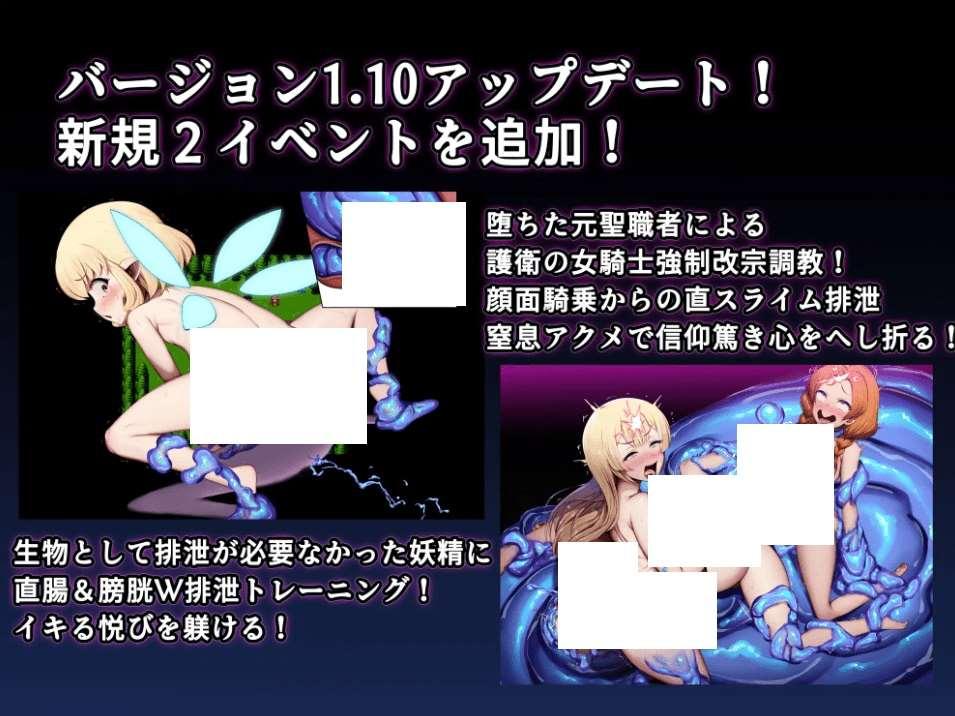 バージョン1.10アップデート！
新規２イベントを追加！
堕ちた元聖職者による
護衛の女騎士強制改宗調教！
顔面騎乗からの直スライム排泄
窒息アクメで信仰篤き心をへし折る！
生物として排泄が必要なかった妖精に
直腸＆膀胱W排泄トレーニング！
イキる悦びを躾ける！